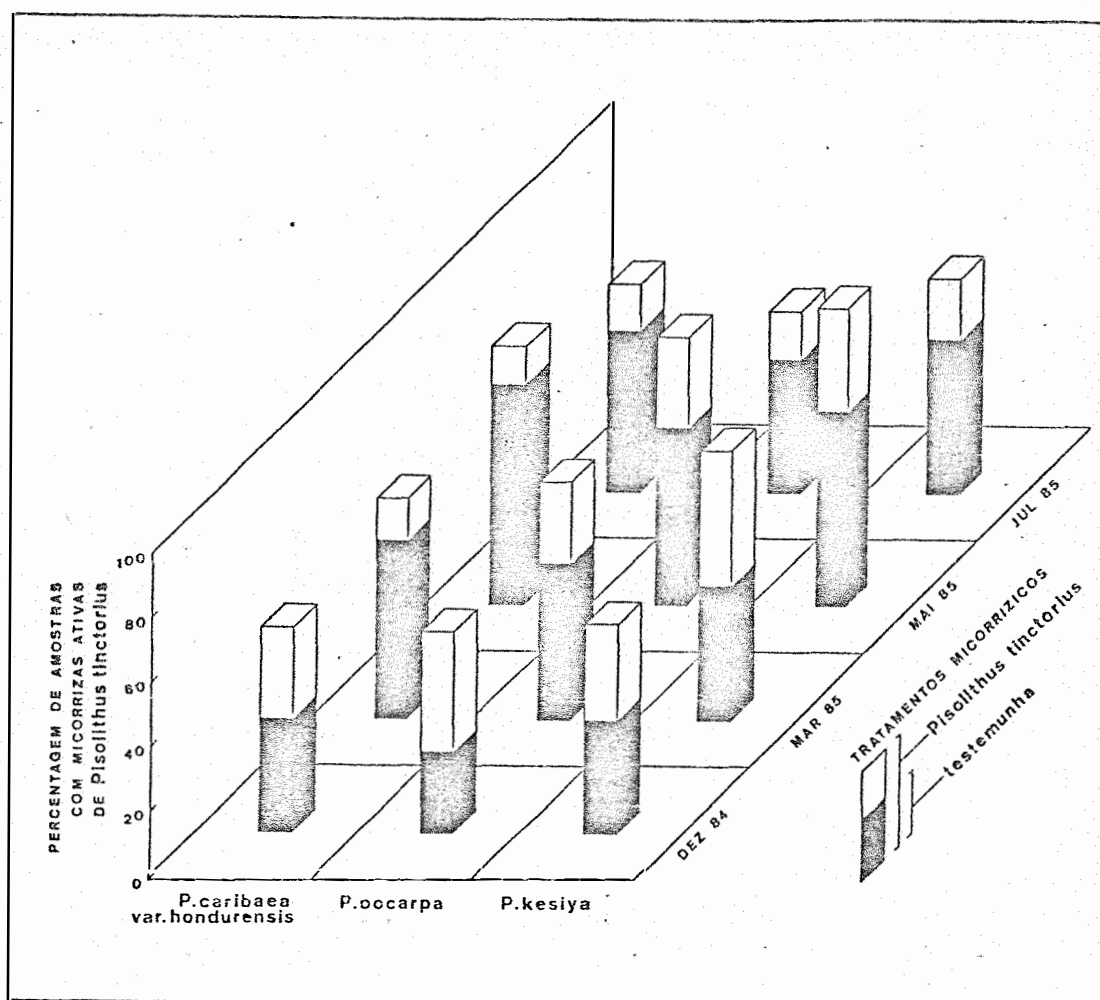 PERCENTAGEM DE AMOSTRAS
COM MICORRIZAS ATIVAS
DE Pisolithus tinctorius
100
80
60
40
20
0
P.caribaea
var.hondurensis
P.oocarpa
P.kesiya
DEZ 84
MAR 85
MAI 85
JUL 85
TRATAMENTOS MICORRIZICOS
Pisolithus tinctorius
testemunha